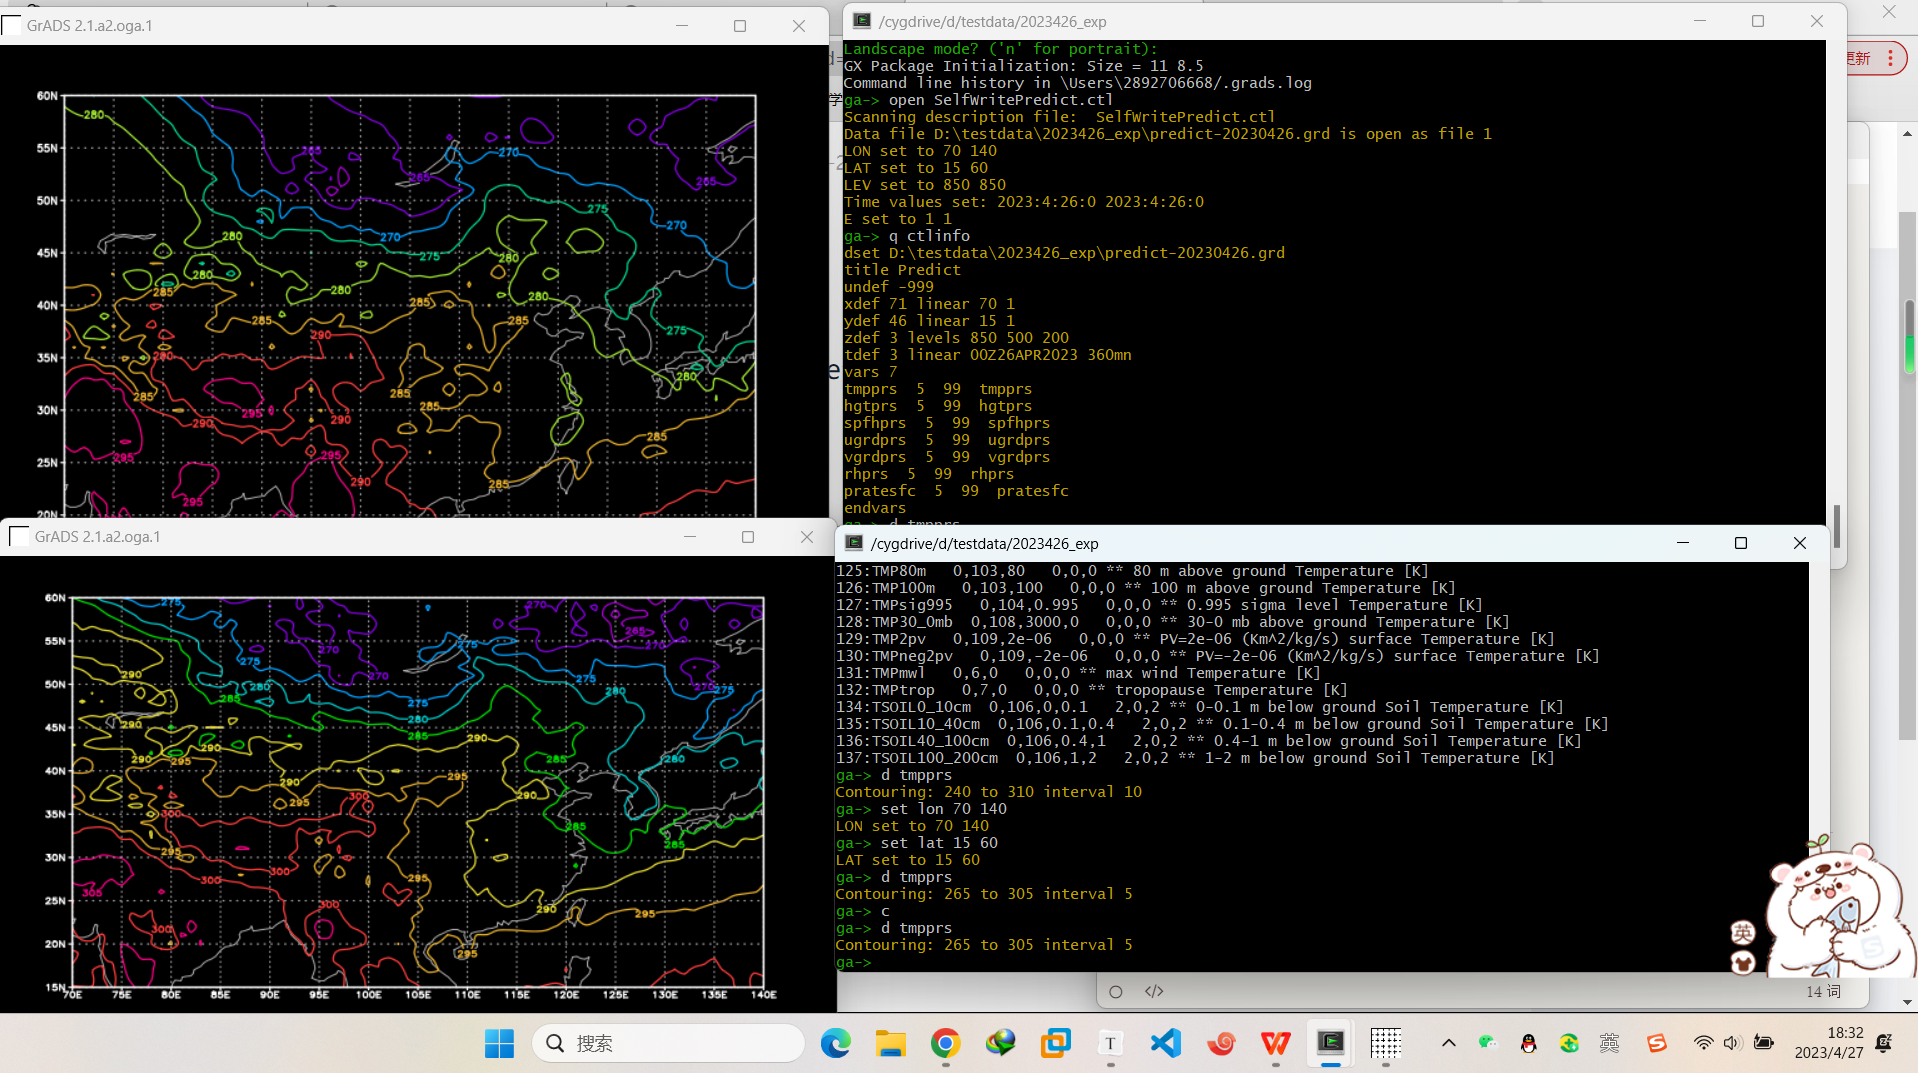 GrADS 2.1.a2.oga.1
60N
55N
50N
45N
40N
35N
30N
25N
20N
280
265
270
265
265
275
270
270
280
275
280
280
280
280
285
285
285
285
290
275
290
280
285
285
285
295
290
290
285
295
295
290
285
295
GrADS 2.1.a2.oga.1
60N
55N
50N
45N
40N
35N
30N
25N
20N
15N
70E 75E 80E 85E 90E 95E 100E 105E 110E 115E 120E 125E 130E 135E 140E
275
270
265
270
270
275
275
290
270
270
275
280
280
285
275
290
280
285
290
290
285
280
290
295
295
290
290
295
300
300
285
285
295
300
300
295
305
300
290
295
300
295
/cygdrive/d/testdata/2023426_exp
Landscape mode? ('n' for portrait):
GX Package Initialization: Size = 11 8.5
Command line history in \Users\2892706668/.grads.log
ga-> open SelfWritePredict.ctl
Scanning description file:  SelfWritePredict.ctl
Data file D:\testdata\2023426_exp\predict-20230426.grd is open as file 1
LON set to 70 140
LAT set to 15 60
LEV set to 850 850
Time values set: 2023:4:26:0 2023:4:26:0
E set to 1 1
ga-> q ctlinfo
dset D:\testdata\2023426_exp\predict-20230426.grd
title Predict
undef -999
xdef 71 linear 70 1
ydef 46 linear 15 1
zdef 3 levels 850 500 200
tdef 3 linear 00Z26APR2023 360mn
vars 7
tmpprs  5  99  tmpprs
hgtprs  5  99  hgtprs
spfhprs  5  99  spfhprs
ugrdprs  5  99  ugrdprs
vgrdprs  5  99  vgrdprs
rhprs  5  99  rhprs
pratesfc  5  99  pratesfc
endvars
ga-> d tmpprs
/cygdrive/d/testdata/2023426_exp
125:TMP80m   0,103,80   0,0,0 ** 80 m above ground Temperature [K]
126:TMP100m   0,103,100   0,0,0 ** 100 m above ground Temperature [K]
127:TMPsig995   0,104,0.995   0,0,0 ** 0.995 sigma level Temperature [K]
128:TMP30_0mb  0,108,3000,0   0,0,0 ** 30-0 mb above ground Temperature [K]
129:TMP2pv   0,109,2e-06   0,0,0 ** PV=2e-06 (Km^2/kg/s) surface Temperature [K]
130:TMPneg2pv   0,109,-2e-06   0,0,0 ** PV=-2e-06 (Km^2/kg/s) surface Temperature [K]
131:TMPmwl   0,6,0   0,0,0 ** max wind Temperature [K]
132:TMPtrop   0,7,0   0,0,0 ** tropopause Temperature [K]
134:TSOIL0_10cm  0,106,0,0.1   2,0,2 ** 0-0.1 m below ground Soil Temperature [K]
135:TSOIL10_40cm  0,106,0.1,0.4   2,0,2 ** 0.1-0.4 m below ground Soil Temperature [K]
136:TSOIL40_100cm  0,106,0.4,1   2,0,2 ** 0.4-1 m below ground Soil Temperature [K]
137:TSOIL100_200cm  0,106,1,2   2,0,2 ** 1-2 m below ground Soil Temperature [K]
ga-> d tmpprs
Contouring: 240 to 310 interval 10
ga-> set lon 70 140
LON set to 70 140
ga-> set lat 15 60
LAT set to 15 60
ga-> d tmpprs
Contouring: 265 to 305 interval 5
ga-> c
ga-> d tmpprs
Contouring: 265 to 305 interval 5
ga->
更新
学
e
英
</>
14 词
搜索
T
英
18:32
2023/4/27